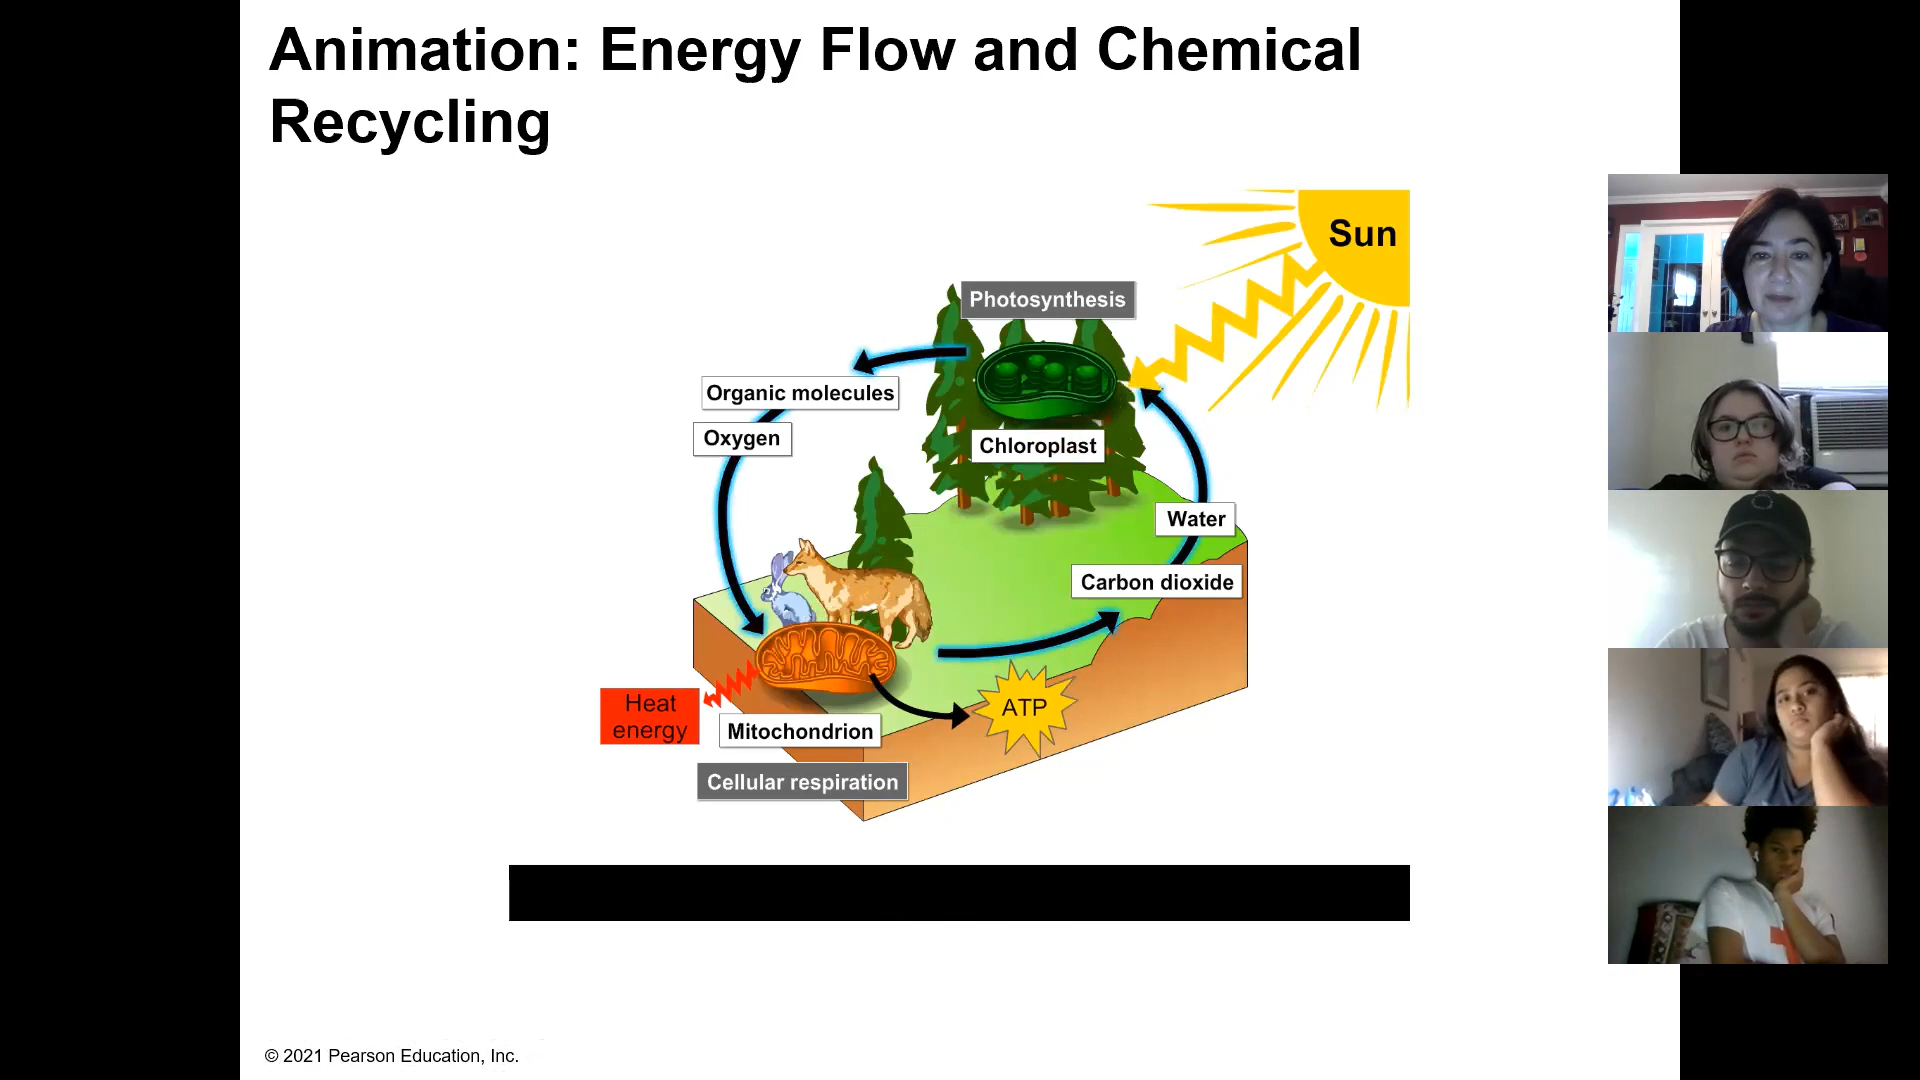 Animation: Energy Flow and Chemical
Recycling
Sun
Photosynthesis
Organic molecules
Oxygen
Chloroplast
Water
Carbon dioxide
Heat
energy
ATP
Mitochondrion
Cellular respiration
© 2021 Pearson Education, Inc.